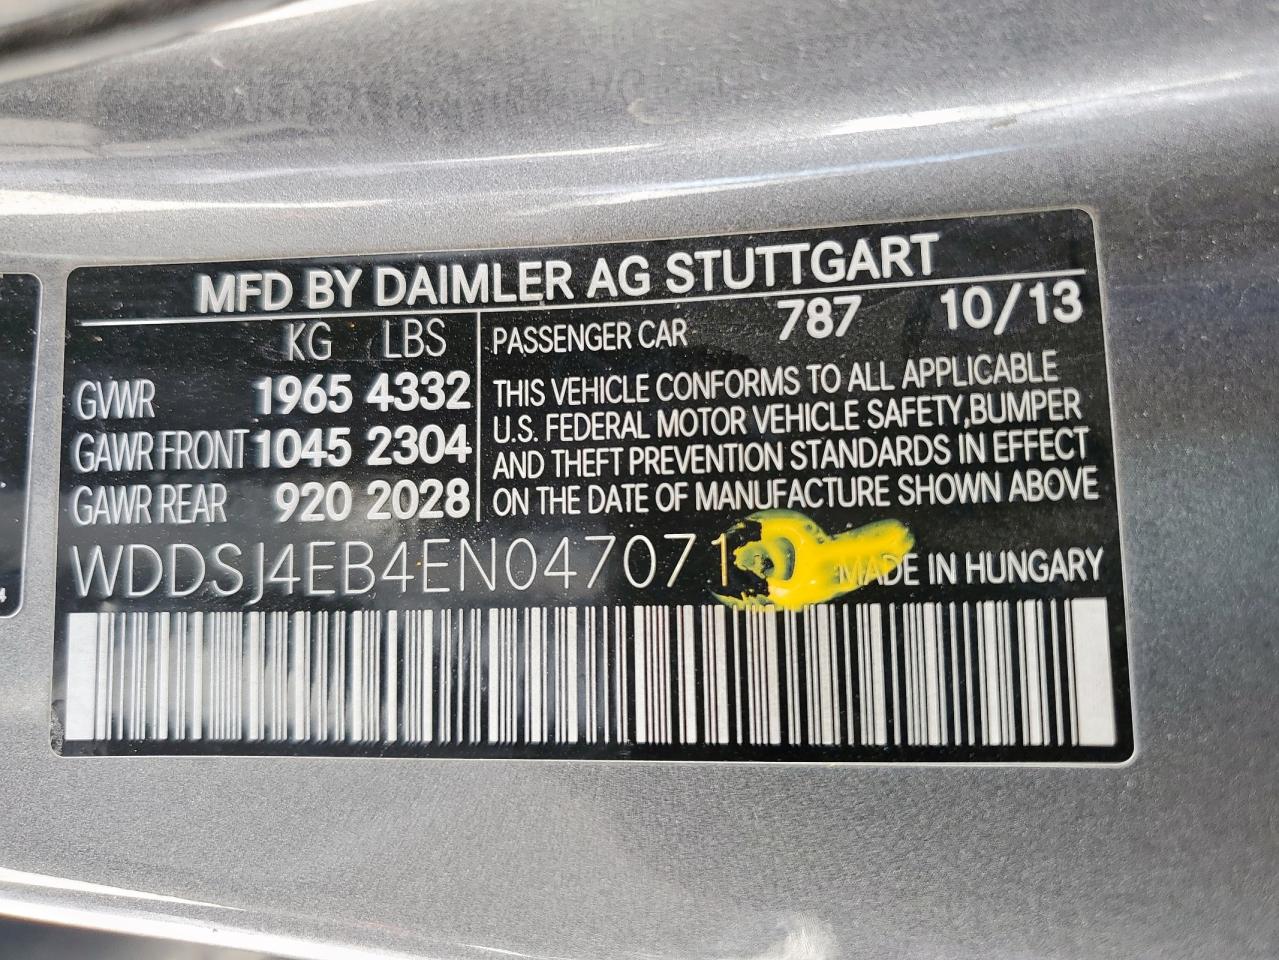 MFD BY DAIMLER AG STUTTGART
KG LBS PASSENGER CAR 787 10/13
GVWR 1965 4332
GAWR FRONT 1045 2304
GAWR REAR 920 2028
THIS VEHICLE CONFORMS TO ALL APPLICABLE
U.S. FEDERAL MOTOR VEHICLE SAFETY,BUMPER
AND THEFT PREVENTION STANDARDS IN EFFECT
ON THE DATE OF MANUFACTURE SHOWN ABOVE
WDDSJ4EB4EN047071 MADE IN HUNGARY